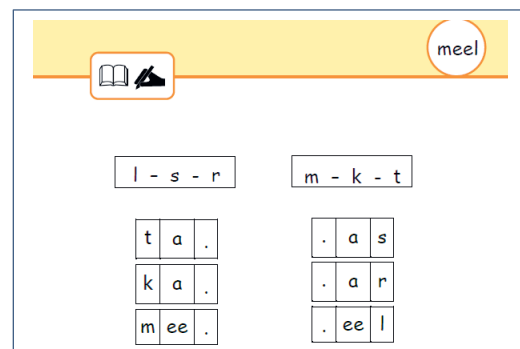 meel
l - s - r
m - k - t
t a .
k a .
m ee .
. a s
. a r
. ee l